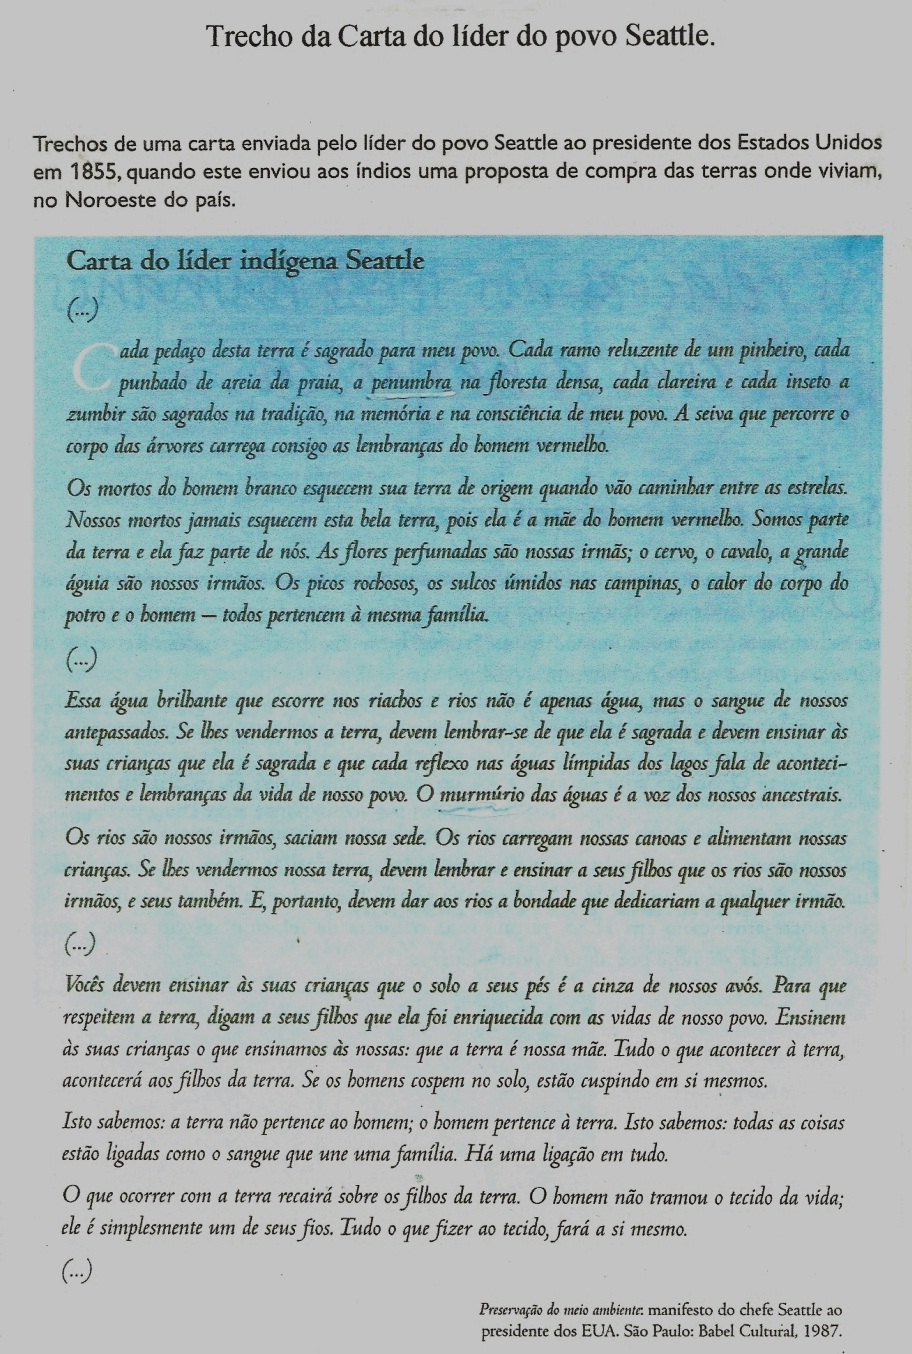 Trecho da Carta do líder do povo Seattle.
Trechos de uma carta enviada pelo líder do povo Seattle ao presidente dos Estados Unidos
em 1855, quando este enviou aos índios uma proposta de compra das terras onde viviam,
no Noroeste do país.
Carta do líder indígena Seattle
(...)
Cada pedaço desta terra é sagrado para meu povo. Cada ramo reluzente de um pinheiro, cada
punhado de areia da praia, a penumbra na floresta densa, cada clareira e cada inseto a
zumbir são sagrados na tradição, na memória e na consciência de meu povo. A seiva que percorre o
corpo das árvores carrega consigo as lembranças do homem vermelho.
Os mortos do homem branco esquecem sua terra de origem quando vão caminhar entre as estrelas.
Nossos mortos jamais esquecem esta bela terra, pois ela é a mãe do homem vermelho. Somos parte
da terra e ela faz parte de nós. As flores perfumadas são nossas irmãs; o cervo, o cavalo, a grande
águia são nossos irmãos. Os picos rochosos, os sulcos úmidos nas campinas, o calor do corpo do
potro e o homem — todos pertencem à mesma família.
(...)
Essa água brilhante que escorre nos riachos e rios não é apenas água, mas o sangue de nossos
antepassados. Se lhes vendermos a terra, devem lembrar-se de que ela é sagrada e devem ensinar às
suas crianças que ela é sagrada e que cada reflexo nas águas límpidas dos lagos fala de aconteci-
mentos e lembranças da vida de nosso povo. O murmúrio das águas é a voz dos nossos ancestrais.
Os rios são nossos irmãos, saciam nossa sede. Os rios carregam nossas canoas e alimentam nossas
crianças. Se lhes vendermos nossa terra, devem lembrar e ensinar a seus filhos que os rios são nossos
irmãos, e seus também. E, portanto, devem dar aos rios a bondade que dedicariam a qualquer irmão.
(...)
Vocês devem ensinar às suas crianças que o solo a seus pés é a cinza de nossos avós. Para que
respeitem a terra, digam a seus filhos que ela foi enriquecida com as vidas de nosso povo. Ensinem
às suas crianças o que ensinamos às nossas: que a terra é nossa mãe. Tudo o que acontecer à terra,
acontecerá aos filhos da terra. Se os homens cospem no solo, estão cuspindo em si mesmos.
Isto sabemos: a terra não pertence ao homem; o homem pertence à terra. Isto sabemos: todas as coisas
estão ligadas como o sangue que une uma família. Há uma ligação em tudo.
O que ocorrer com a terra recairá sobre os filhos da terra. O homem não tramou o tecido da vida;
ele é simplesmente um de seus fios. Tudo o que fizer ao tecido, fará a si mesmo.
(...)
Preservação do meio ambiente: manifesto do chefe Seattle ao
presidente dos EUA. São Paulo: Babel Cultural, 1987.